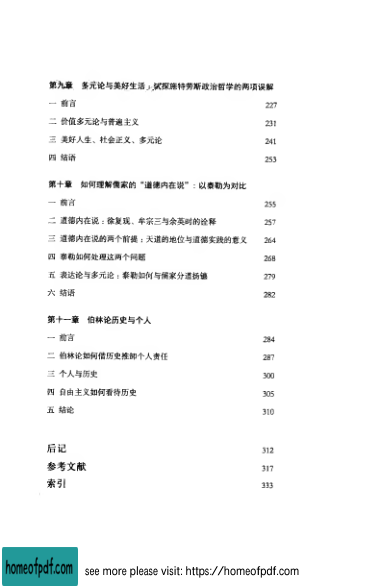 第九章 多元论与美好生活：试探施特劳斯政治哲学的两项误解
一 前言 227
二 价值多元论与普遍主义 231
三 美好人生、社会正义、多元论 241
四 结语 253
第十章 如何理解儒家的“道德内在说”：以泰勒为对比
一 前言 255
二 道德内在说：徐复观、牟宗三与余英时的诠释 257
三 道德内在说的两个前提：天道的地位与道德实践的意义 264
四 泰勒如何处理这两个问题 268
五 表达论与多元论：泰勒如何与儒家分道扬镳 279
六 结语 282
第十一章 伯林论历史与个人
一 前言 284
二 伯林论如何借历史推卸个人责任 287
三 个人与历史 300
四 自由主义如何看待历史 305
五 结论 310
后记 312
参考文献 317
索引 333
homeofpdf.com see more please visit: https://homeofpdf.com